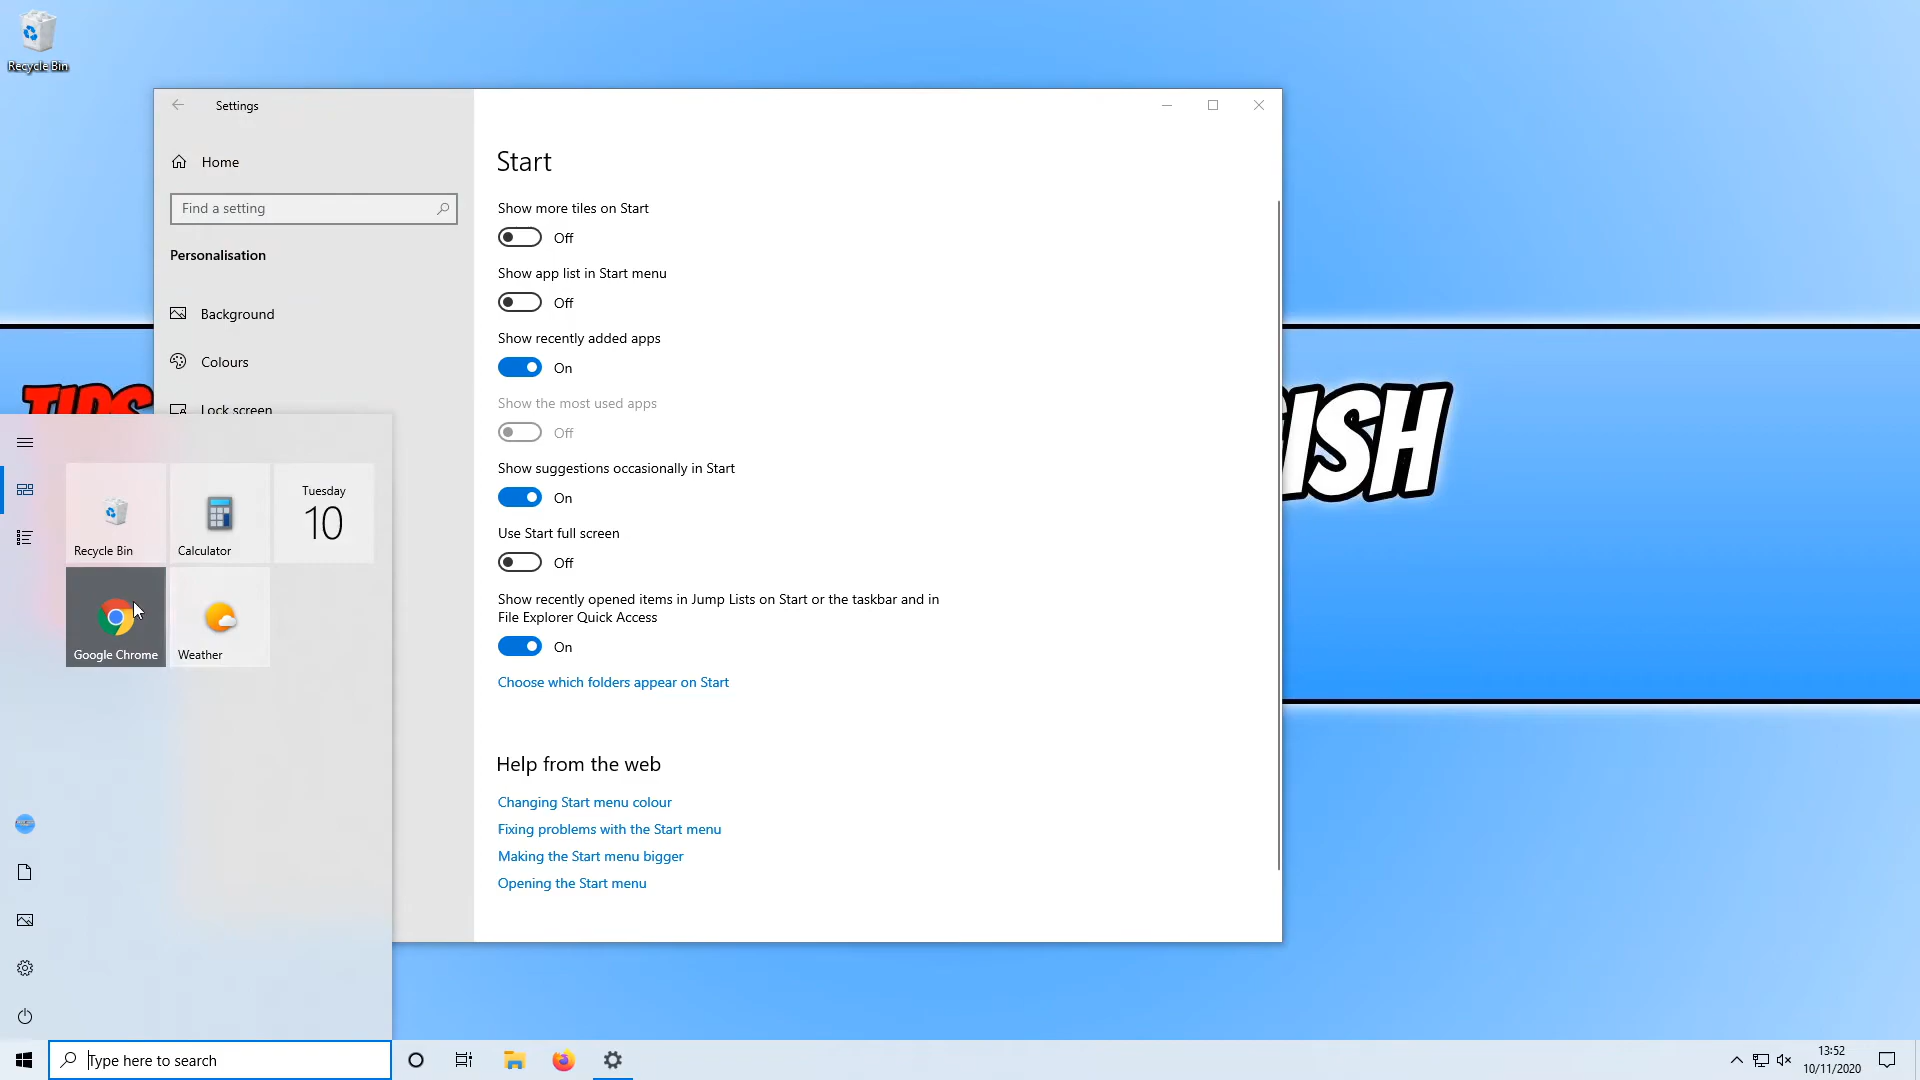 Recycle Bin
Settings
Home
Find a setting
Personalisation
Background
Colours
Lock screen
Start
Show more tiles on Start
Off
Show app list in Start menu
Off
Show recently added apps
On
Show the most used apps
Off
Show suggestions occasionally in Start
On
Use Start full screen
Off
Show recently opened items in Jump Lists on Start or the taskbar and in
File Explorer Quick Access
On
Choose which folders appear on Start
Help from the web
Changing Start menu colour
Fixing problems with the Start menu
Making the Start menu bigger
Opening the Start menu
TIPS
ISH
Recycle Bin
Calculator
Tuesday
10
Google Chrome
Weather
Type here to search
13:52
10/11/2020